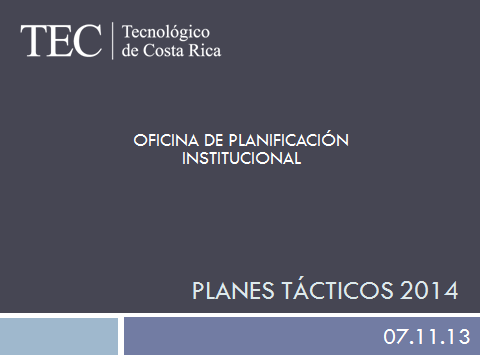 TEC Tecnológico
de Costa Rica
OFICINA DE PLANIFICACIÓN
INSTITUCIONAL
PLANES TÁCTICOS 2014
07.11.13